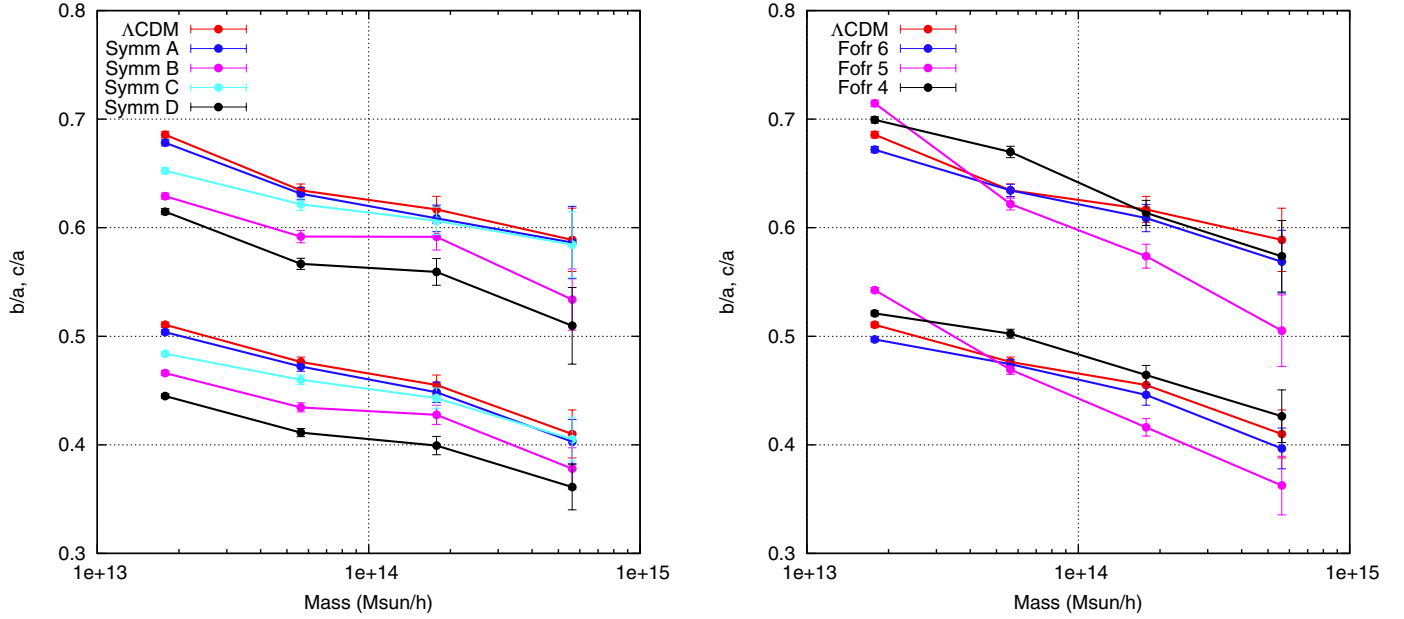 0.8
0.7
0.6
0.5
0.4
0.3
1e+13
1e+14
1e+15
b/a, c/a
Mass (Msun/h)
ΛCDM
Symm A
Symm B
Symm C
Symm D
0.8
0.7
0.6
0.5
0.4
0.3
1e+13
1e+14
1e+15
b/a, c/a
Mass (Msun/h)
ΛCDM
Fofr 6
Fofr 5
Fofr 4